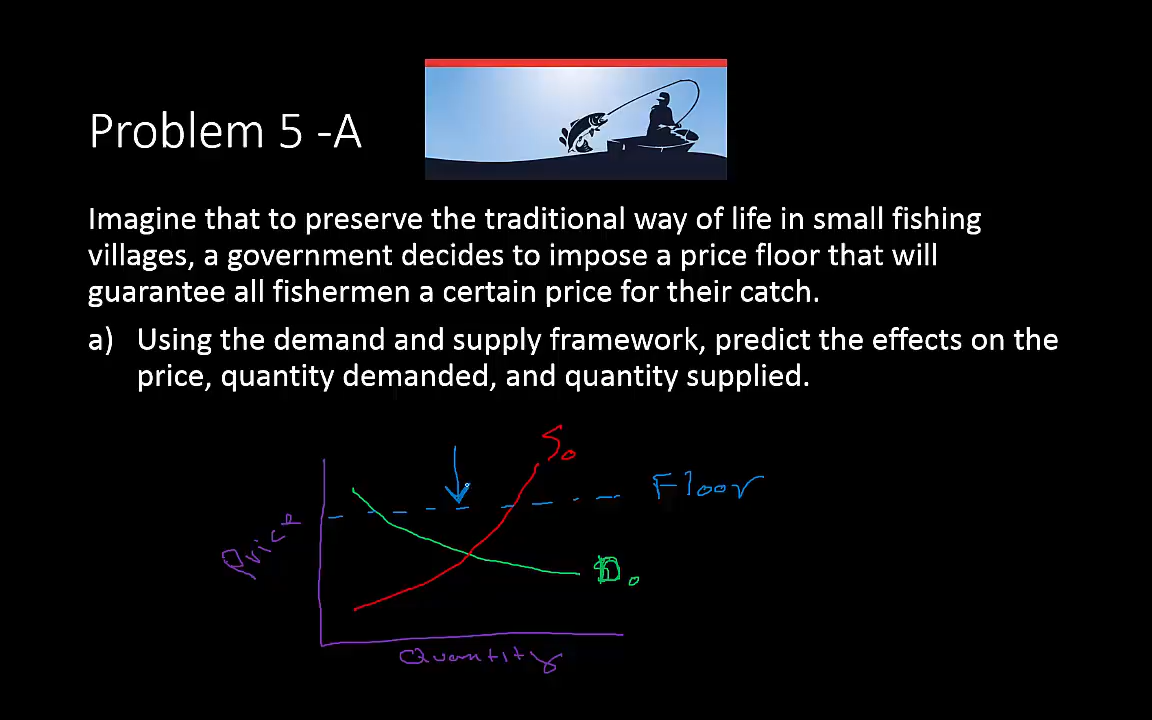 Problem 5 -A
Imagine that to preserve the traditional way of life in small fishing
villages, a government decides to impose a price floor that will
guarantee all fishermen a certain price for their catch.
a) Using the demand and supply framework, predict the effects on the
price, quantity demanded, and quantity supplied.
S₀
Floor
Price
D₀
Quantity